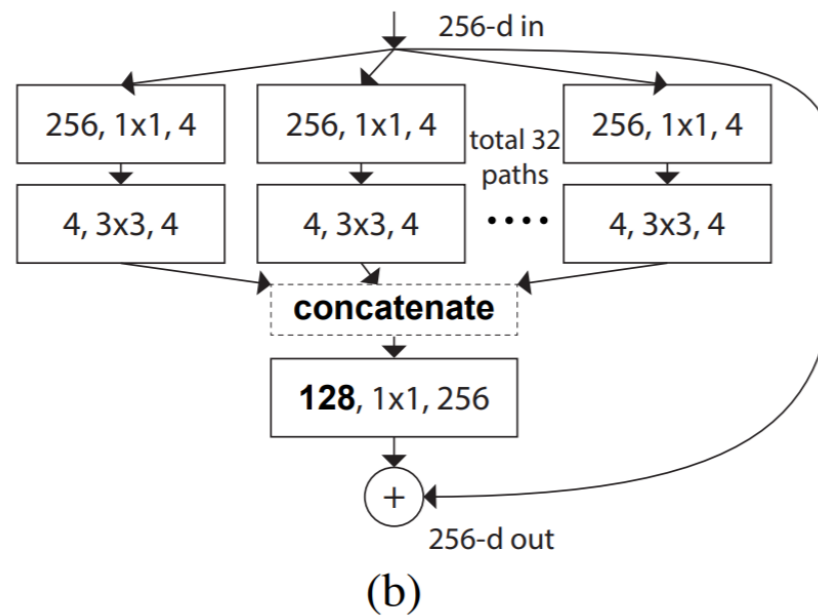 256-d in
256, 1x1, 4
256, 1x1, 4
256, 1x1, 4
total 32
paths
4, 3x3, 4
4, 3x3, 4
4, 3x3, 4
concatenate
128, 1x1, 256
+
256-d out
(b)